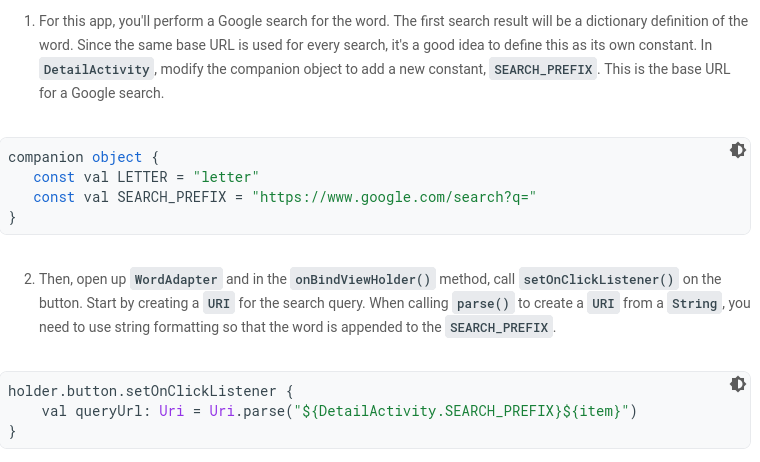 1. For this app, you'll perform a Google search for the word. The first search result will be a dictionary definition of the
word. Since the same base URL is used for every search, it's a good idea to define this as its own constant. In
DetailActivity, modify the companion object to add a new constant, SEARCH_PREFIX. This is the base URL
for a Google search.
companion object {
   const val LETTER = "letter"
   const val SEARCH_PREFIX = "https://www.google.com/search?q="
}
2. Then, open up WordAdapter and in the onBindViewHolder() method, call setOnClickListener() on the
button. Start by creating a URI for the search query. When calling parse() to create a URI from a String, you
need to use string formatting so that the word is appended to the SEARCH_PREFIX.
holder.button.setOnClickListener {
    val queryUrl: Uri = Uri.parse("${DetailActivity.SEARCH_PREFIX}${item}")
}